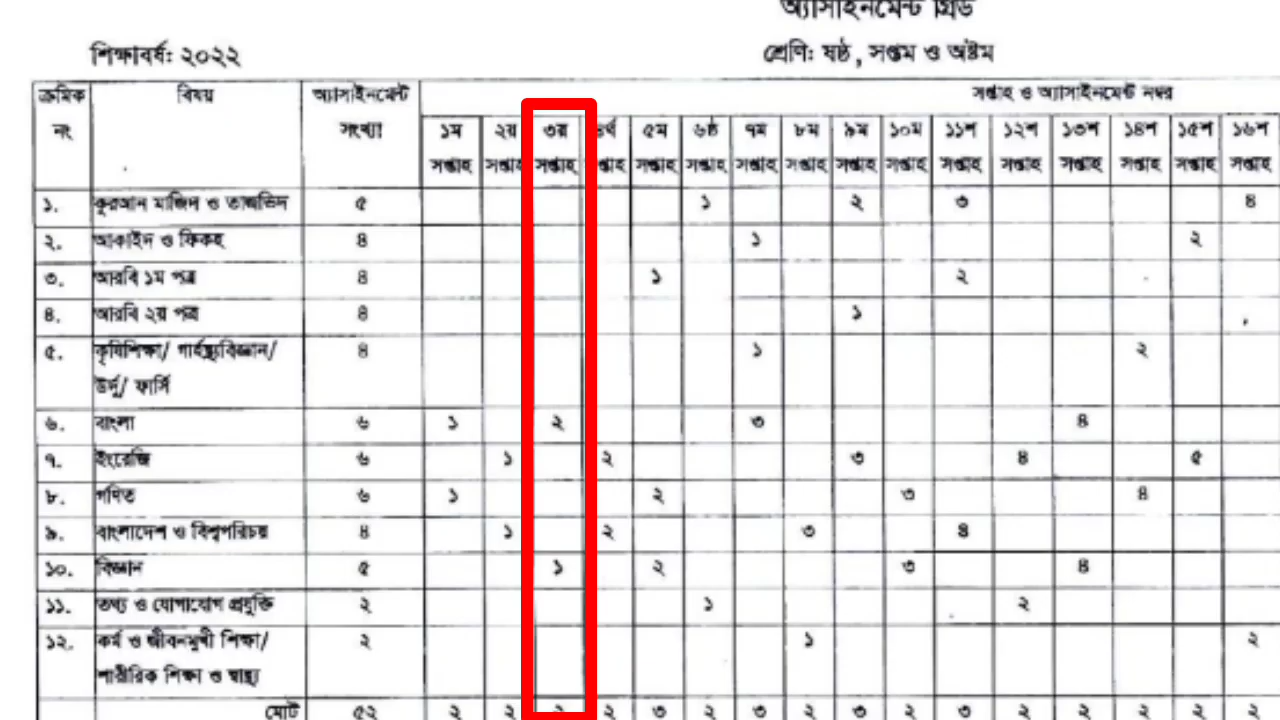 অ্যাসাইনমেন্ট গ্রিড
শিক্ষাবর্ষ: ২০২২ শ্রেণি: ষষ্ঠ, সপ্তম ও অষ্টম
ক্রমিক নং বিষয় অ্যাসাইনমেন্ট সংখ্যা সপ্তাহ ও অ্যাসাইনমেন্ট নম্বর
১ম সপ্তাহ ২য় সপ্তাহ ৩য় সপ্তাহ ৪র্থ সপ্তাহ ৫ম সপ্তাহ ৬ষ্ঠ সপ্তাহ ৭ম সপ্তাহ ৮ম সপ্তাহ ৯ম সপ্তাহ ১০ম সপ্তাহ ১১শ সপ্তাহ ১২শ সপ্তাহ ১৩শ সপ্তাহ ১৪শ সপ্তাহ ১৫শ সপ্তাহ ১৬শ সপ্তাহ
১. কুরআন মাজিদ ও তাজভিদ ৫ ১ ২ ৩ ৪
২. আকাইদ ও ফিকহ ৪ ১ ২
৩. আরবি ১ম পত্র ৪ ১ ২
৪. আরবি ২য় পত্র ৪ ১
৫. কৃষিশিক্ষা/ গার্হস্থ্যবিজ্ঞান/ ৪ ১ ২
উর্দু/ ফার্সি
৬. বাংলা ৬ ১ ২ ৩ ৪
৭. ইংরেজি ৬ ১ ২ ৩ ৪ ৫
৮. গণিত ৬ ১ ২ ৩ ৪
৯. বাংলাদেশ ও বিশ্বপরিচয় ৪ ১ ২ ৩ ৪
১০. বিজ্ঞান ৫ ১ ২ ৩ ৪
১১. তথ্য ও যোগাযোগ প্রযুক্তি ২ ১ ২
১২. কর্ম ও জীবনমুখী শিক্ষা/ ২ ১ ২
শারীরিক শিক্ষা ও স্বাস্থ্য
মোট ৫২ ২ ২ ২ ৩ ২ ৩ ২ ৩ ২ ৩ ২ ২ ২ ২ ২